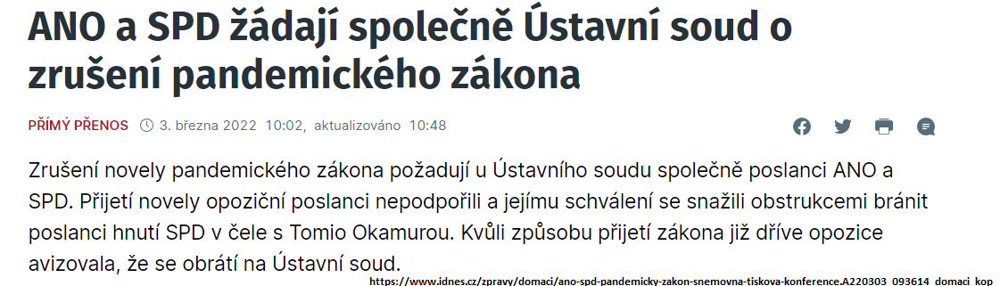 ANO a SPD žádají společně Ústavní soud o
zrušení pandemického zákona
PŘÍMÝ PŘENOS 3. března 2022 10:02, aktualizováno 10:48
Zrušení novely pandemického zákona požadují u Ústavního soudu společně poslanci ANO a
SPD. Přijetí novely opoziční poslanci nepodpořili a jejímu schválení se snažili obstrukcemi bránit
poslanci hnutí SPD v čele s Tomio Okamurou. Kvůli způsobu přijetí zákona již dříve opozice
avizovala, že se obrátí na Ústavní soud.
https://www.idnes.cz/zpravy/domaci/ano-spd-pandemicky-zakon-snemovna-tiskova-konference.A220303_093614_domaci_kop